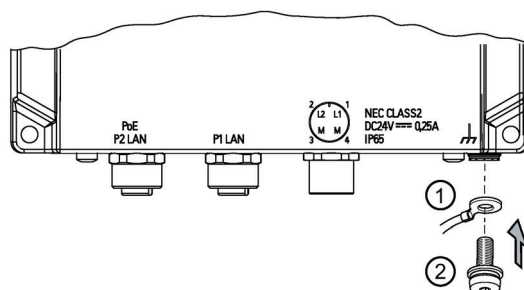 PoE
P2 LAN
P1 LAN
2 1
L2 L1
M M
3 4
NEC CLASS2
DC24V 0,25A
IP65
1
2